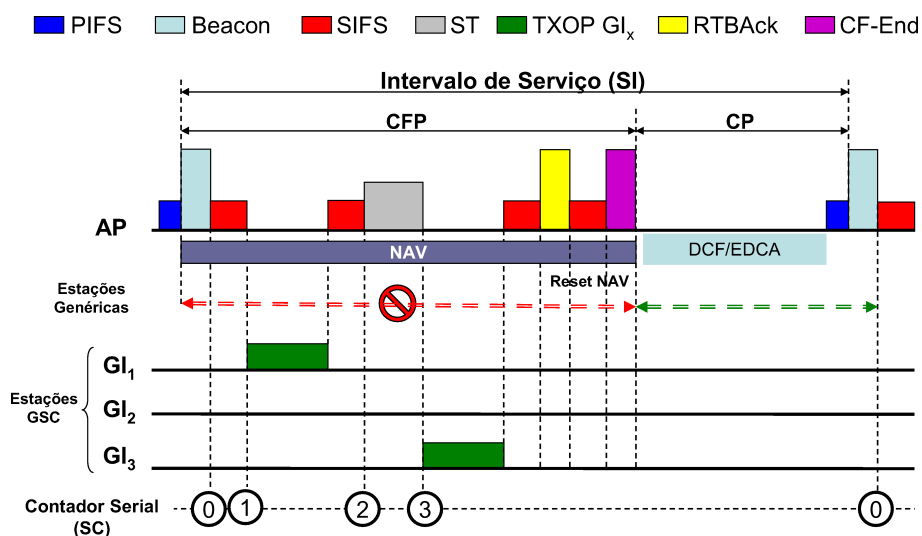 PIFS Beacon SIFS ST TXOP GIx RTBAck CF-End
Intervalo de Serviço (SI)
CFP CP
AP
NAV DCF/EDCA
Reset NAV
Estações
Genéricas
GI1
Estações
GSC
GI2
GI3
Contador Serial
(SC)
0 1 2 3 0